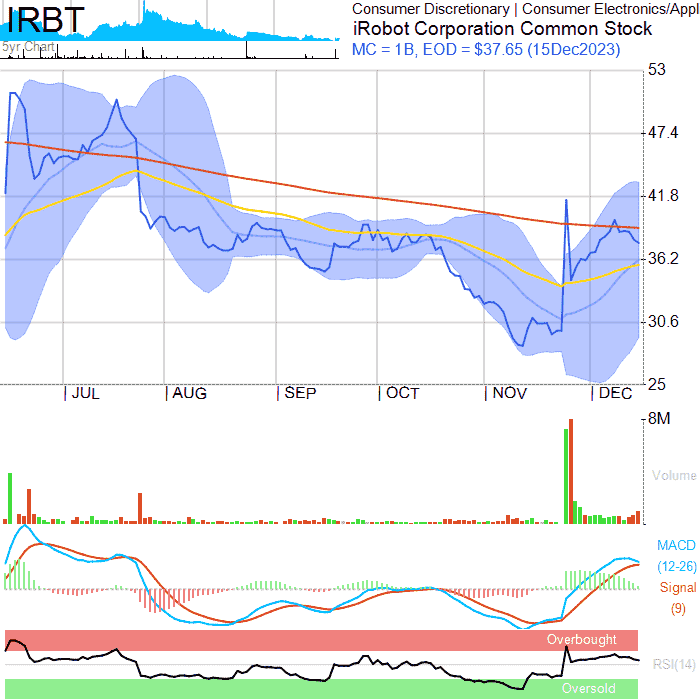 IRBT
5yr Chart
Consumer Discretionary | Consumer Electronics/Appl
iRobot Corporation Common Stock
MC = 1B, EOD = $37.65 (15Dec2023)
53
47.4
41.8
36.2
30.6
25
| JUL | AUG | SEP | OCT | NOV | DEC
8M
Volume
MACD
(12-26)
Signal
(9)
Overbought
RSI(14)
Oversold